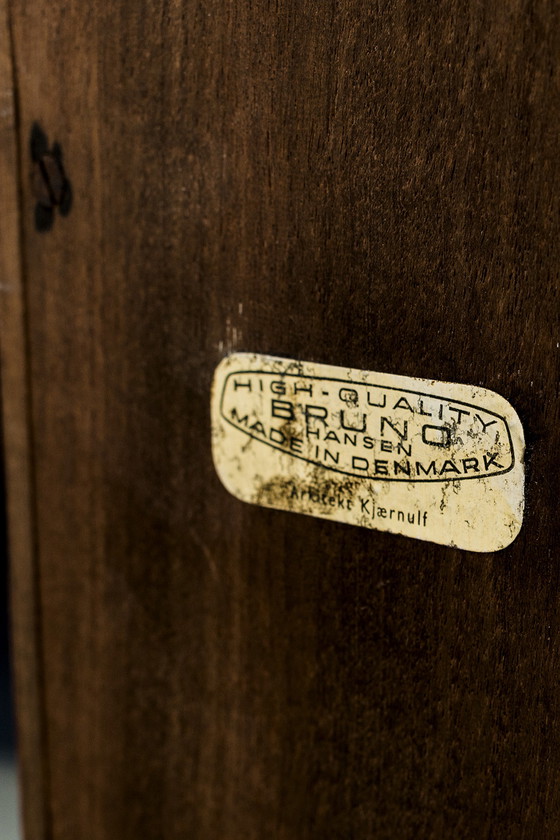 HIGH-QUALITY
BRUNO
HANSEN
MADE IN DENMARK
Arkitekt Kjærnulf